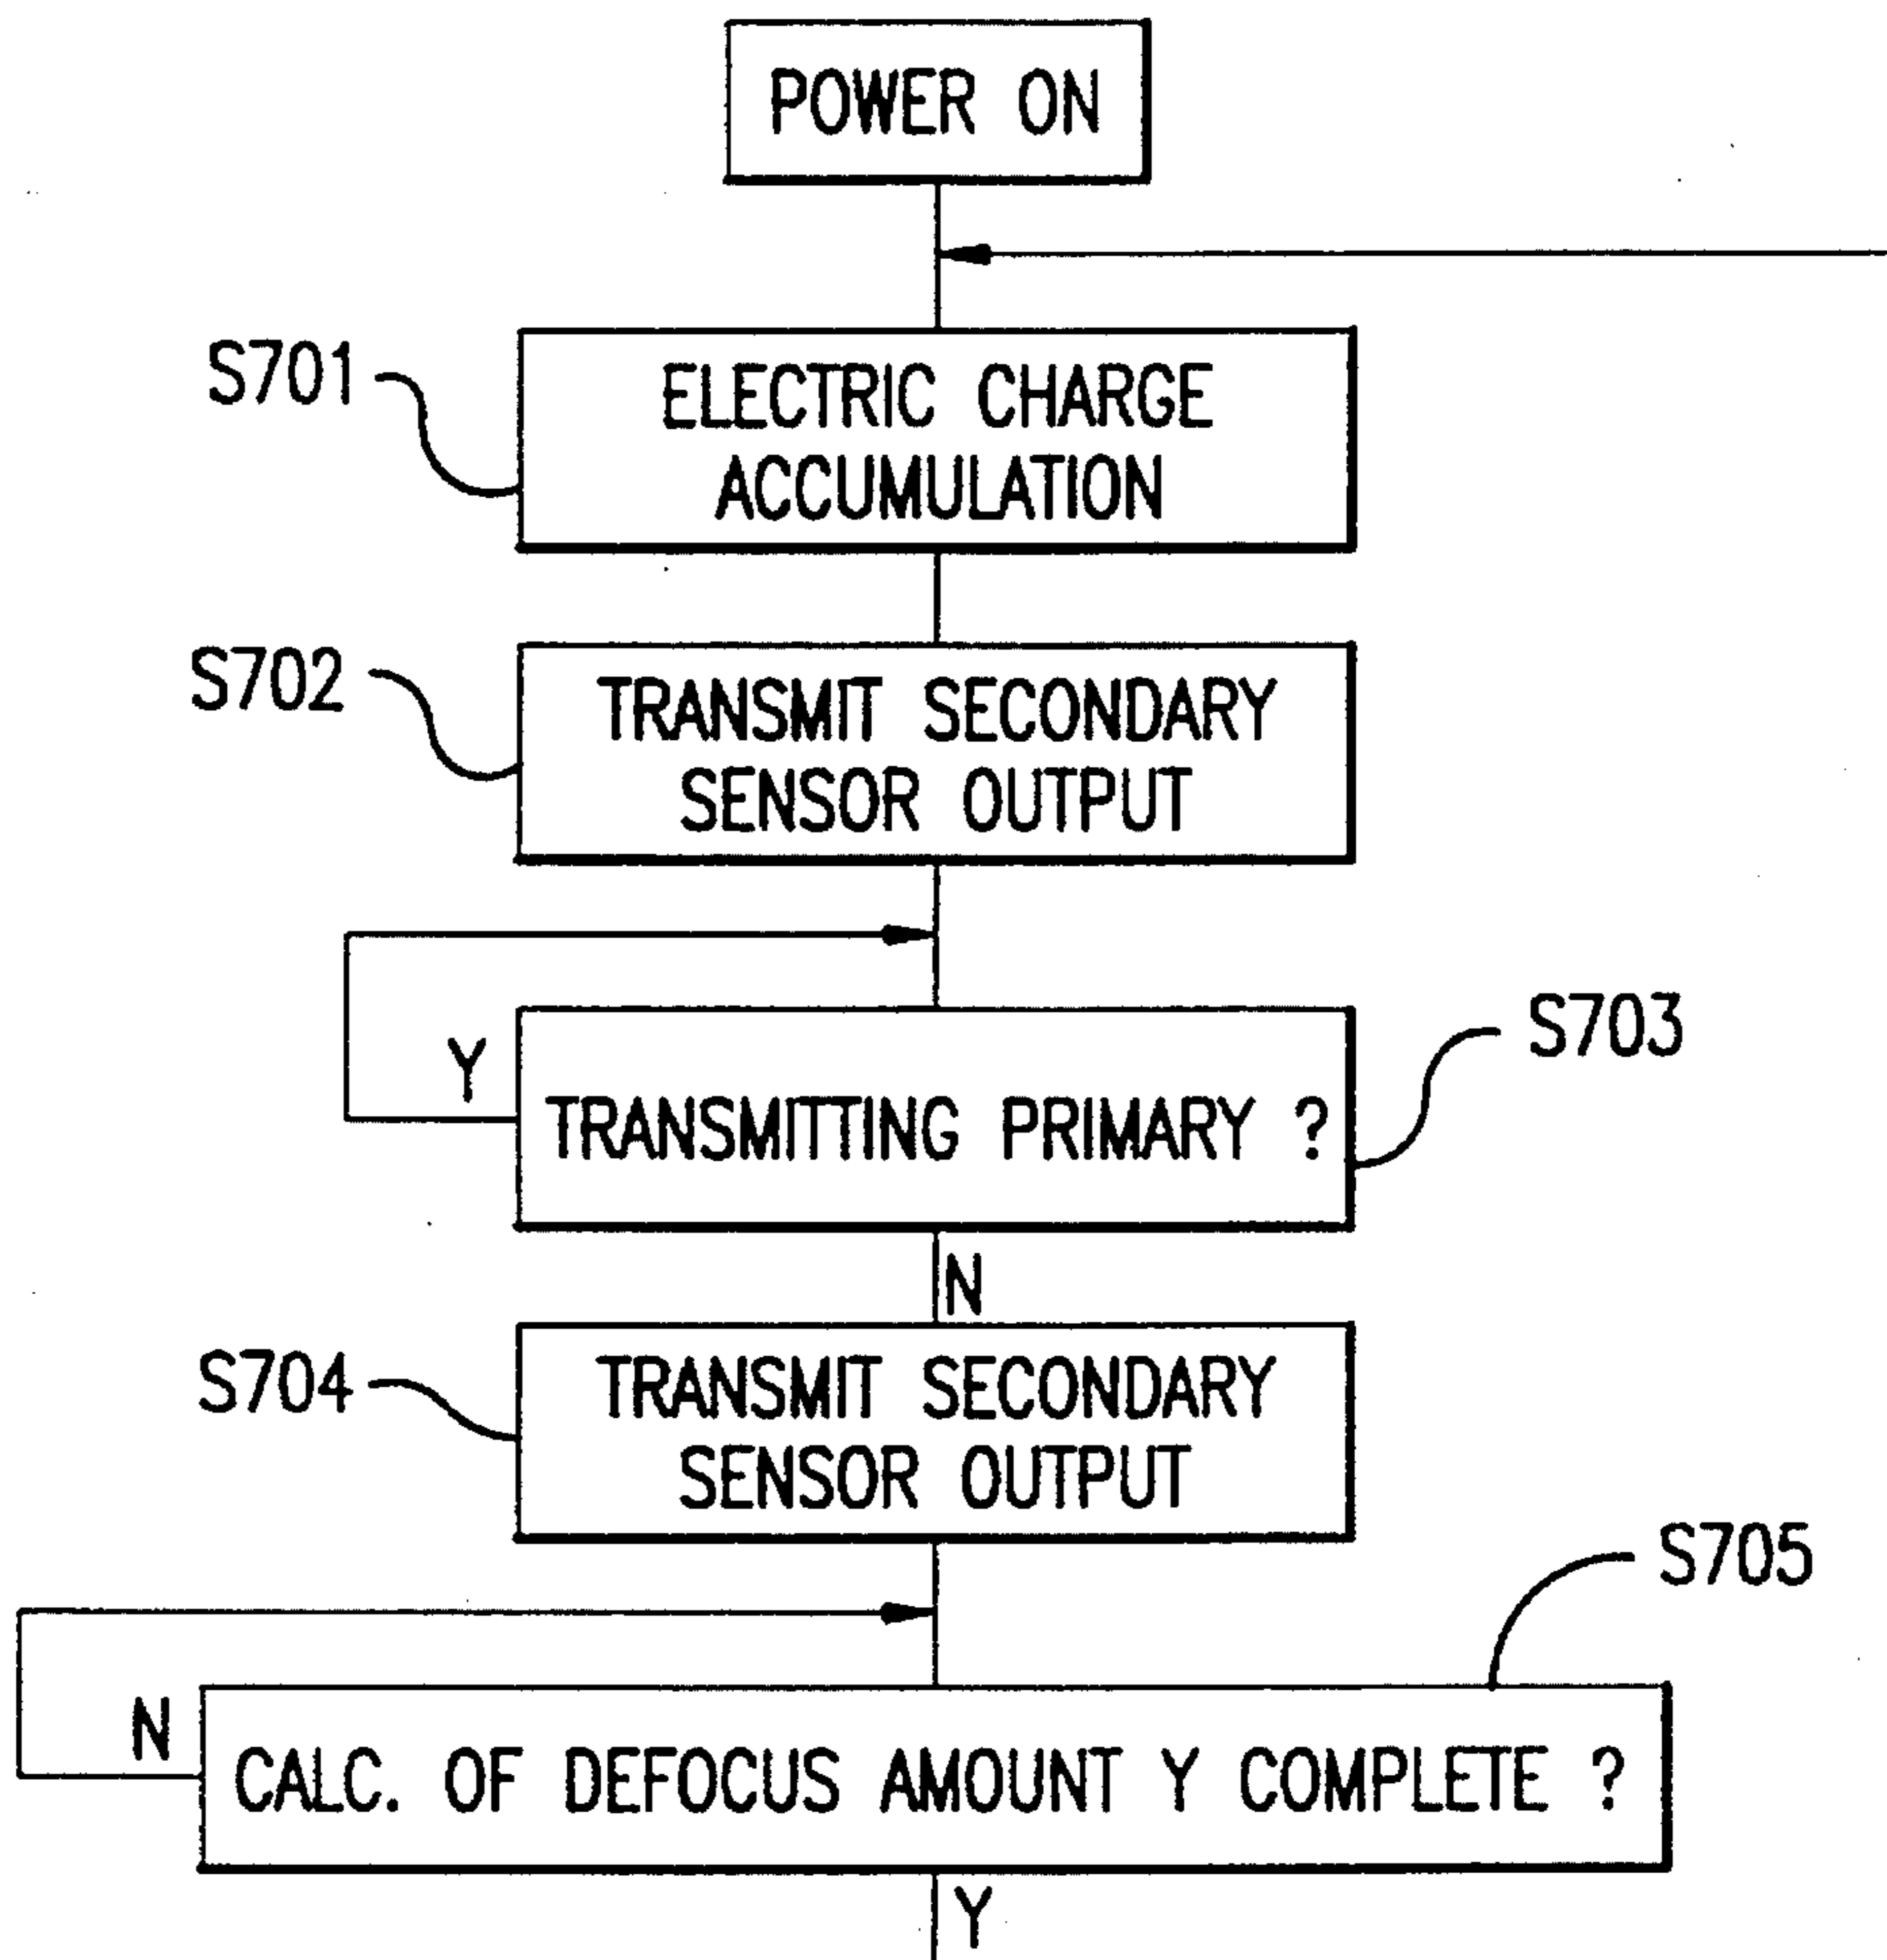 POWER ON
S701
ELECTRIC CHARGE
ACCUMULATION
S702
TRANSMIT SECONDARY
SENSOR OUTPUT
S703
Y
TRANSMITTING PRIMARY ?
N
S704
TRANSMIT SECONDARY
SENSOR OUTPUT
S705
N
CALC. OF DEFOCUS AMOUNT Y COMPLETE ?
Y